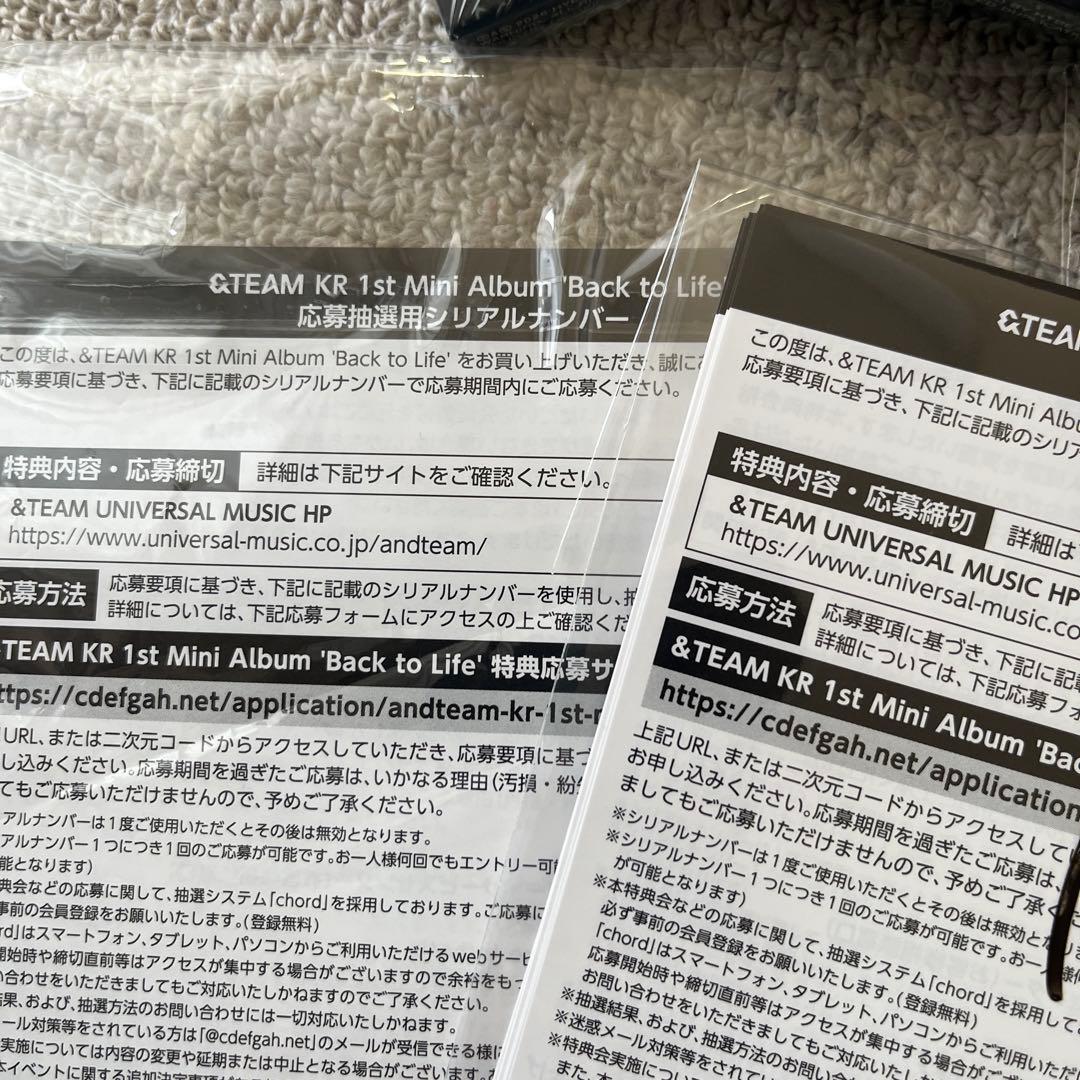 &TEAM KR 1st Mini Album 'Back to Life'
応募抽選用シリアルナンバー
この度は、&TEAM KR 1st Mini Album 'Back to Life' をお買い上げいただき、誠に
応募要項に基づき、下記に記載のシリアルナンバーで応募期間内にご応募ください。
特典内容・応募締切 詳細は下記サイトをご確認ください。
&TEAM UNIVERSAL MUSIC HP
https://www.universal-music.co.jp/andteam/
応募方法 応募要項に基づき、下記に記載のシリアルナンバーを使用し、
詳細については、下記応募フォームにアクセスの上ご確認くだ
&TEAM KR 1st Mini Album 'Back to Life' 特典応募サ
ttps://cdefgah.net/application/andteam-kr-1st-
URL、または二次元コードからアクセスしていただき、応募要項に基づ
し込みください。応募期間を過ぎたご応募は、いかなる理由（汚損・紛
てもご応募いただけませんので、予めご了承ください。
アルナンバーは1度ご使用いただくとその後は無効となります。
アルナンバー1つにつき1回のご応募が可能です。お一人様何回でもエントリー可
能となります）
典会などの応募に関して、抽選システム「chord」を採用しております。ご応募に
事前の会員登録をお願いいたします。(登録無料)
rd」はスマートフォン、タブレット、パソコンからご利用いただけるwebサー
開始時や締切直前等はアクセスが集中する場合がございますので余裕をもっ
い合わせをいただきましてもご対応いたしかねますのでご了承ください。
結果、および、抽選方法のお問い合わせには一切対応いたしかねます。
ール対策等をされている方は「@cdefgah.net」のメールが受信できる様に
実施については内容の変更や延期または中止となる場合がございます。
本イベントに関する追加決定事項が
&TEAM
この度は、&TEAM KR 1st Mini Albu
応募要項に基づき、下記に記載のシリア
特典内容・応募締切 詳細は
&TEAM UNIVERSAL MUSIC HP
https://www.universal-music.co
応募方法 応募要項に基づき、下記に記
詳細については、下記応募フォ
&TEAM KR 1st Mini Album 'Bac
https://cdefgah.net/application
上記URL、または二次元コードからアクセスして
お申し込みください。応募期間を過ぎたご応募は、
ましてもご応募いただけませんので、予めご了承く
※シリアルナンバーは1度ご使用いただくとその後は無効と
※シリアルナンバー1つにつき1回のご応募が可能です。お一人様
が可能となります）
※本特典会などの応募に関して、抽選システム「chord」を採用して
必ず事前の会員登録をお願いいたします。(登録無料)
「chord」はスマートフォン、タブレット、パソコンからご利用いただ
応募開始時や締切直前等はアクセスが集中する場合がござい
お問い合わせをいただきましてもご対応いたし
※抽選結果、および、抽選方法のお問い
※迷惑メール対策等をされて
※特典会実施について